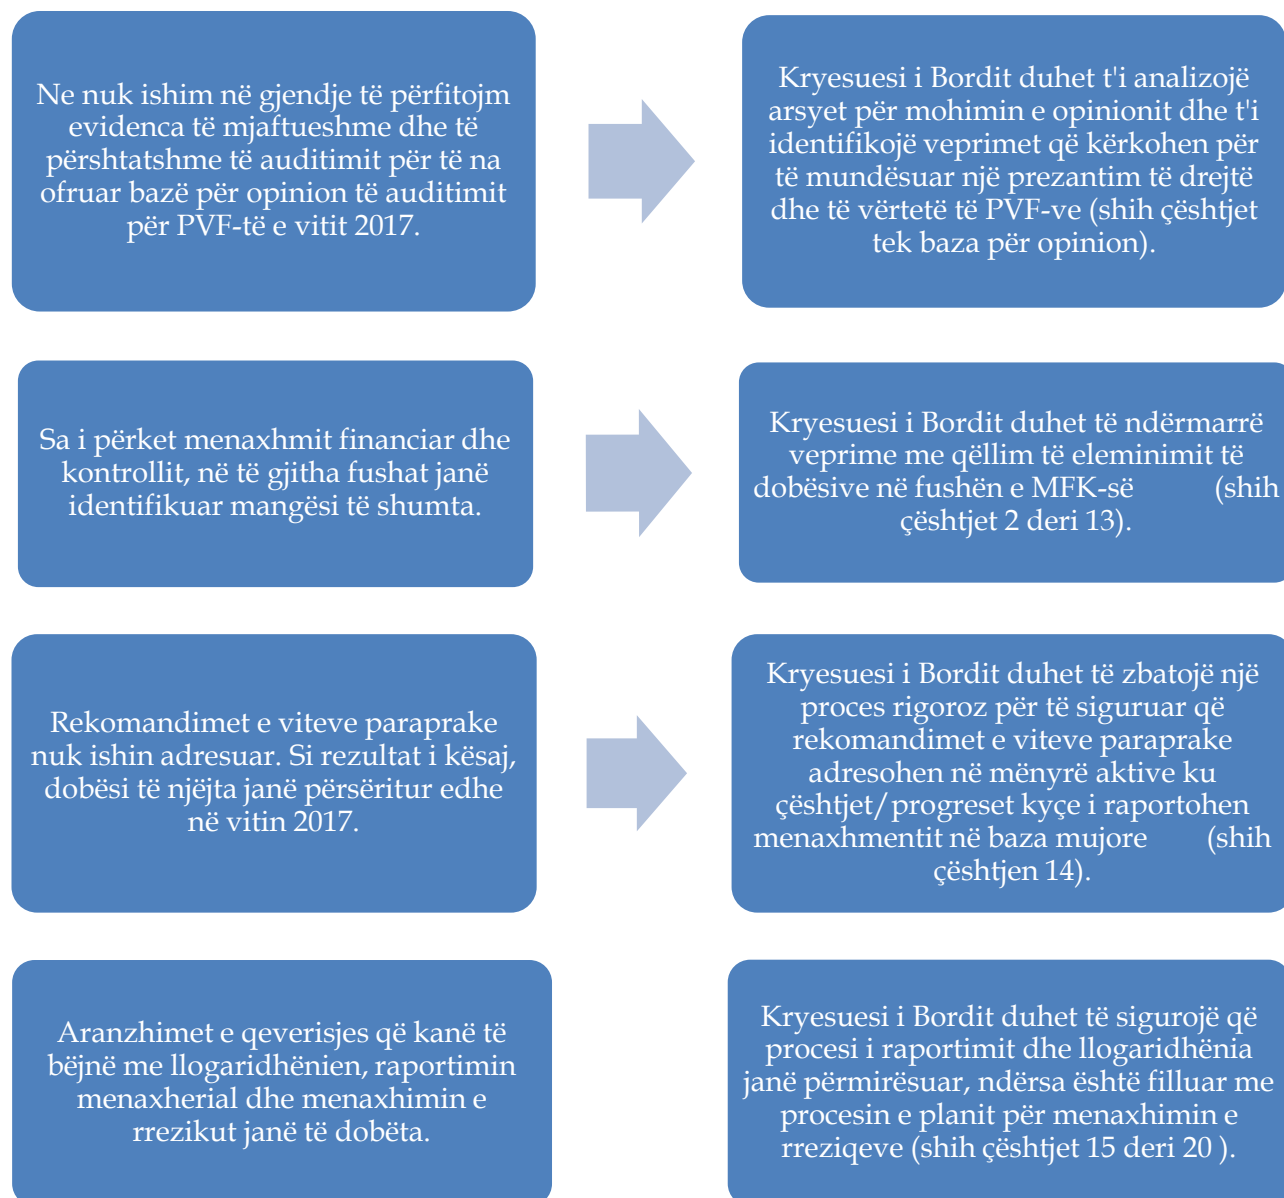 Ne nuk ishim në gjendje të përfitojm
evidenca të mjaftueshme dhe të
përshtatshme të auditimit për të na
ofruar bazë për opinion të auditimit
për PVF-të e vitit 2017.
Kryesuesi i Bordit duhet t'i analizojë
arsyet për mohimin e opinionit dhe t'i
identifikojë veprimet që kërkohen për
të mundësuar një prezantim të drejtë
dhe të vërtetë të PVF-ve (shih çështjet
tek baza për opinion).
Sa i përket menaxhmit financiar dhe
kontrollit, në të gjitha fushat janë
identifikuar mangësi të shumta.
Kryesuesi i Bordit duhet të ndërmarrë
veprime me qëllim të eleminimit të
dobësive në fushën e MFK-së (shih
çështjet 2 deri 13).
Rekomandimet e viteve paraprake
nuk ishin adresuar. Si rezultat i kësaj,
dobësi të njëjta janë përsëritur edhe
në vitin 2017.
Kryesuesi i Bordit duhet të zbatojë një
proces rigoroz për të siguruar që
rekomandimet e viteve paraprake
adresohen në mënyrë aktive ku
çështjet/progreset kyçe i raportohen
menaxhmentit në baza mujore (shih
çështjen 14).
Aranzhimet e qeverisjes që kanë të
bëjnë me llogaridhënien, raportimin
menaxherial dhe menaxhimin e
rrezikut janë të dobëta.
Kryesuesi i Bordit duhet të sigurojë që
procesi i raportimit dhe llogaridhënia
janë përmirësuar, ndërsa është filluar me
procesin e planit për menaxhimin e
rreziqeve (shih çështjet 15 deri 20 ).